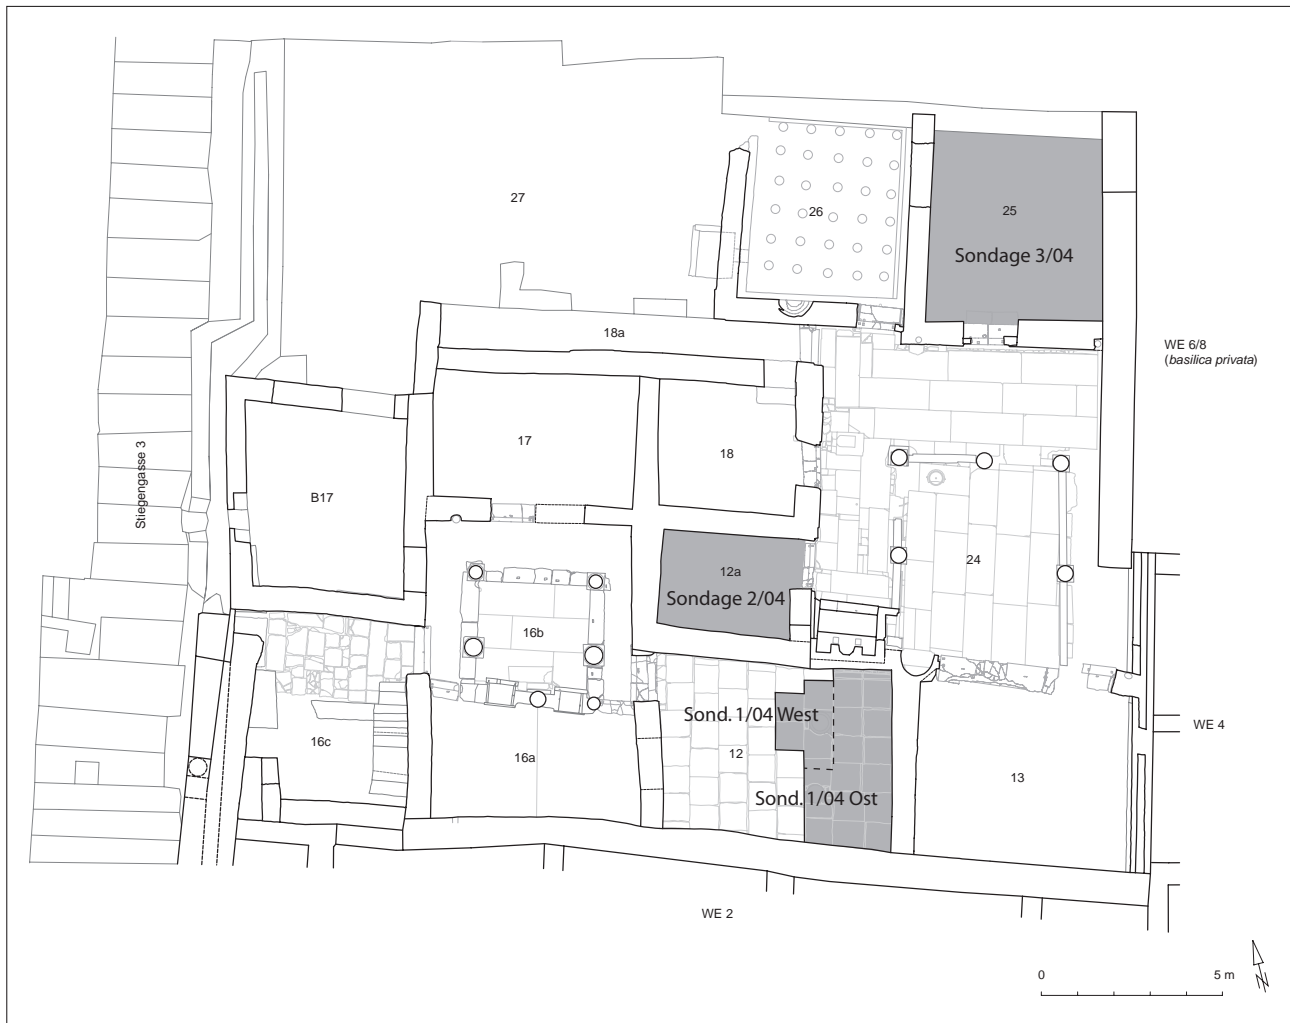 27
26
25
Sondage 3/04
18a
WE 6/8
(basilica privata)
17
18
Stiegengasse 3
B17
24
12a
Sondage 2/04
16b
Sond. 1/04 West
16c
16a
12
13
WE 4
Sond. 1/04 Ost
WE 2
0
5 m
N